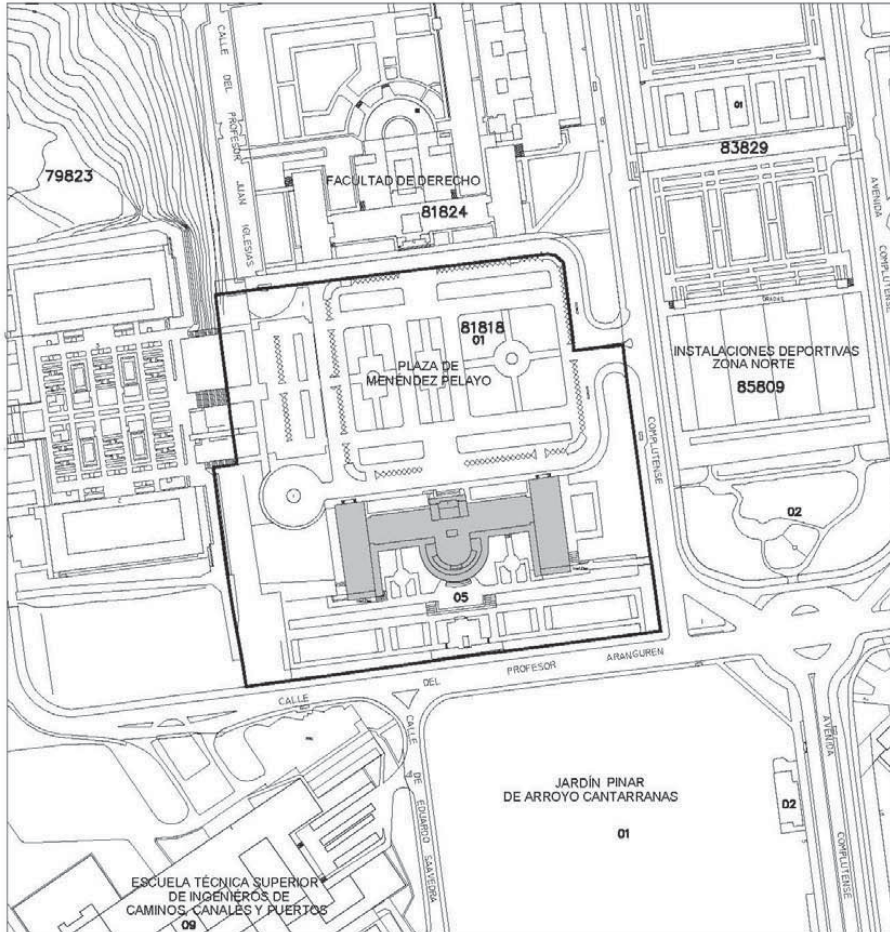 CALLE DEL PROFESOR JUAN IGLESIAS
79823
FACULTAD DE DERECHO
81824
01
83829
AVENIDA COMPLUTENSE
GRADAS
81818
01
PLAZA DE
MENENDEZ PELAYO
INSTALACIONES DEPORTIVAS
ZONA NORTE
85809
COMPLUTENSE
02
05
CALLE DEL PROFESOR ARANGUREN
CALLE DE EDUARDO SAAVEDRA
JARDÍN PINAR
DE ARROYO CANTARRANAS
01
02
AVENIDA COMPLUTENSE
ESCUELA TÉCNICA SUPERIOR
DE INGENIEROS DE
CAMINOS, CANALES Y PUERTOS
09